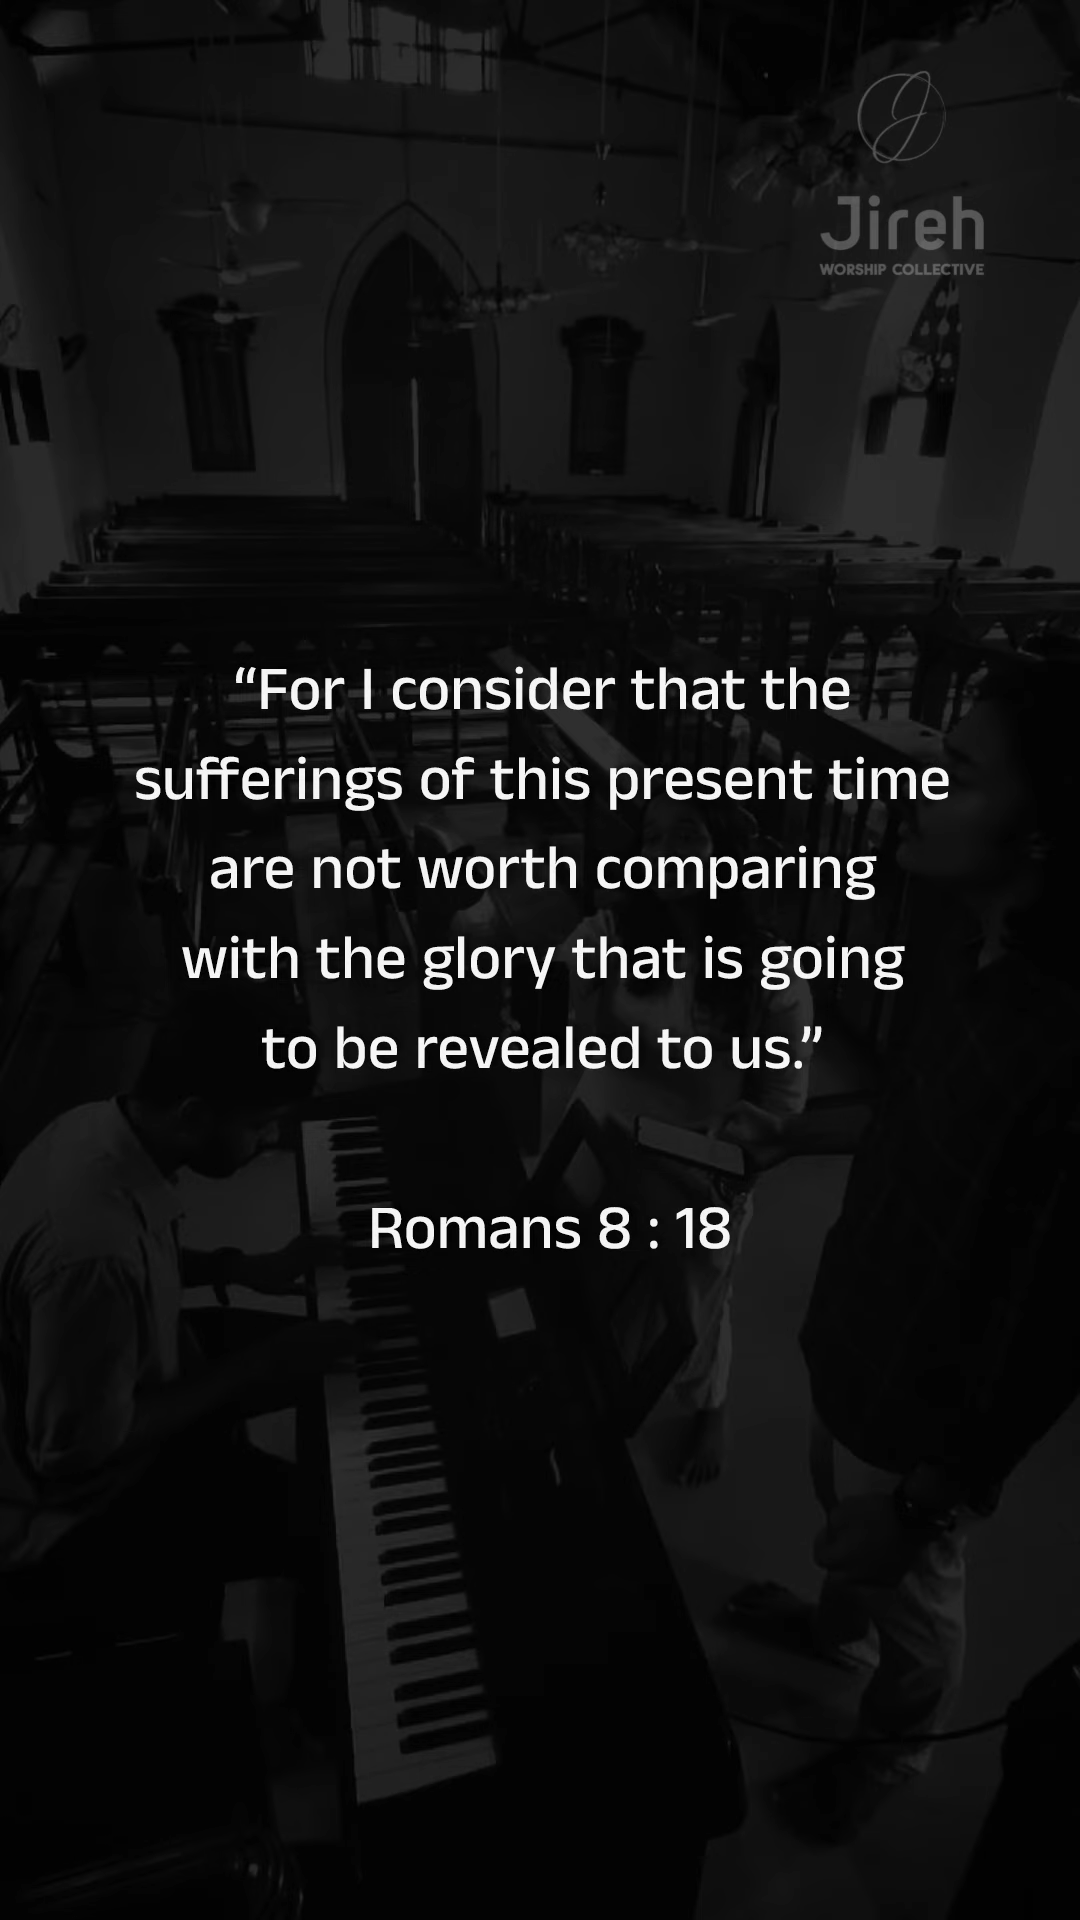 J
Jireh
WORSHIP COLLECTIVE
“For I consider that the
sufferings of this present time
are not worth comparing
with the glory that is going
to be revealed to us.”
Romans 8 : 18